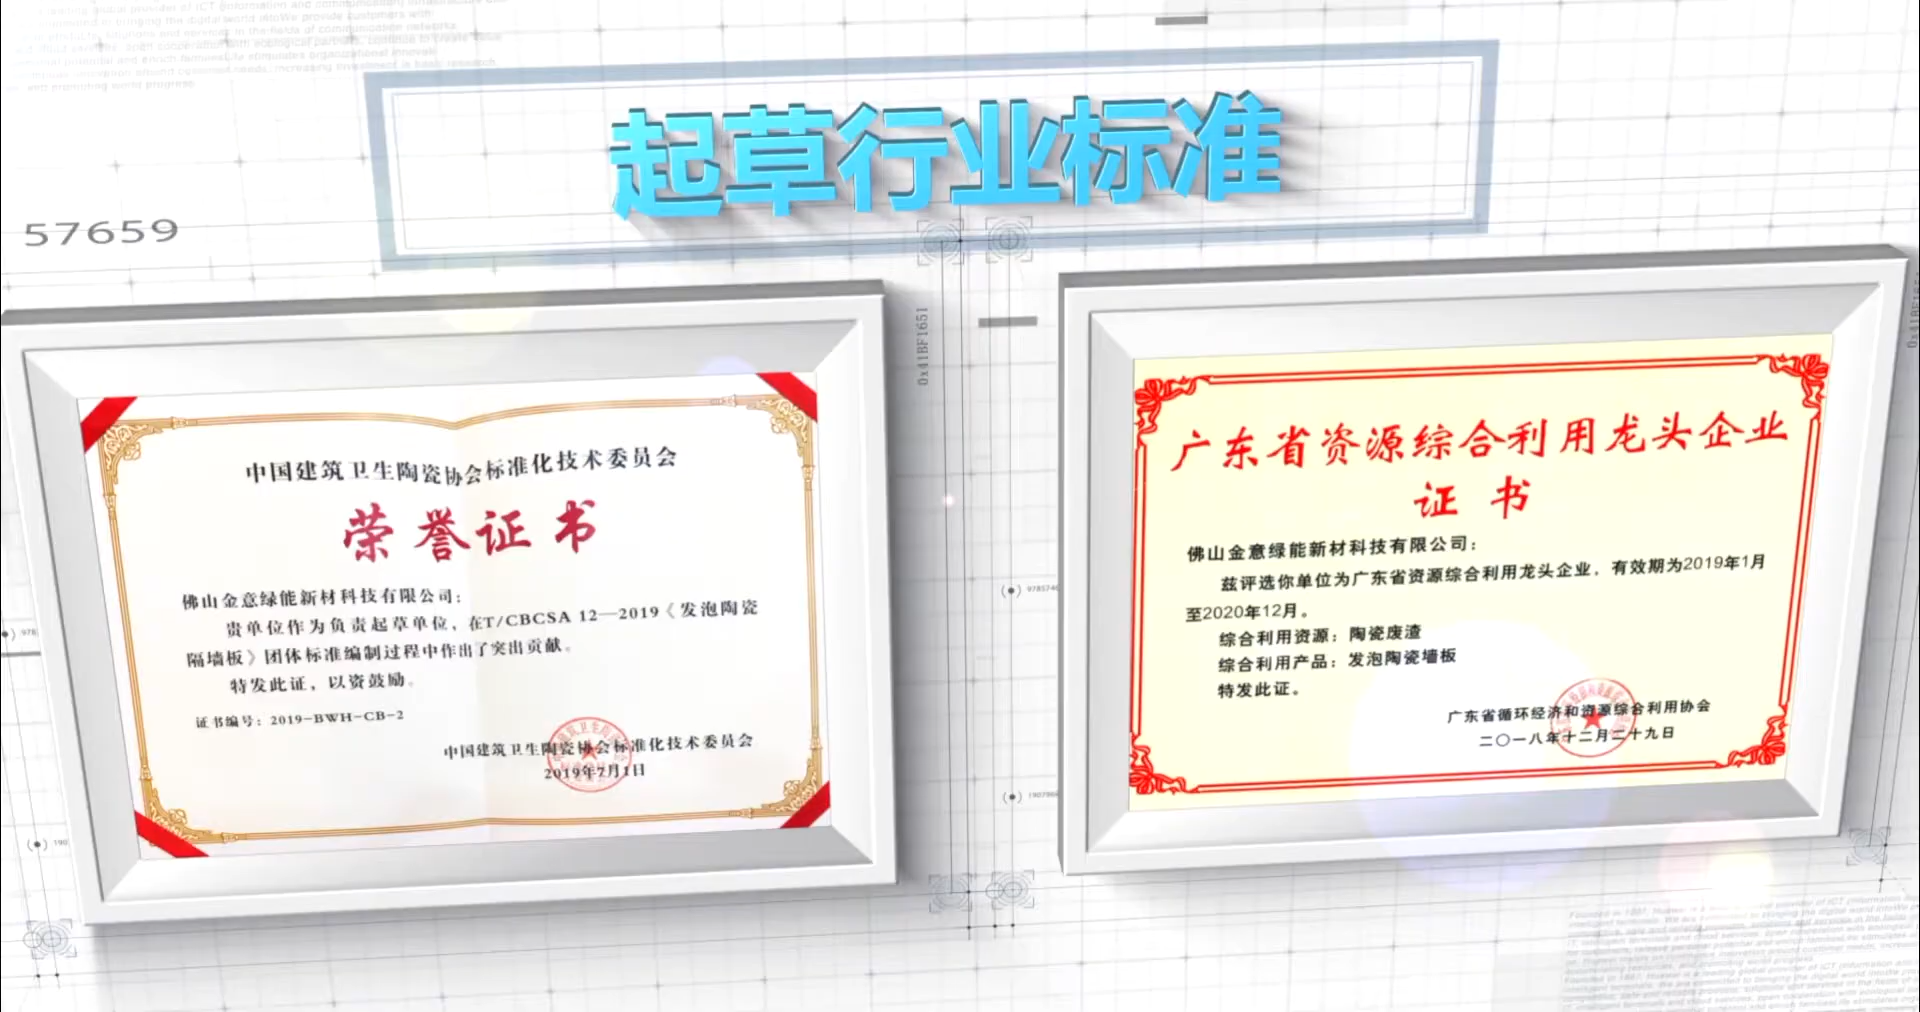 起草行业标准
57659
0x41BF1651
中国建筑卫生陶瓷协会标准化技术委员会
荣誉证书
佛山金意绿能新材科技有限公司：
贵单位作为负责起草单位，在T/CBCSA 12—2019《发泡陶瓷
隔墙板》团体标准编制过程中作出了突出贡献。
特发此证，以资鼓励。
证书编号：2019-BWH-CB-2
中国建筑卫生陶瓷协会标准化技术委员会
2019年7月1日
广东省资源综合利用龙头企业
证书
佛山金意绿能新材科技有限公司：
兹评选你单位为广东省资源综合利用龙头企业，有效期为2019年1月
至2020年12月。
综合利用资源：陶瓷废渣
综合利用产品：发泡陶瓷墙板
特发此证。
广东省循环经济和资源综合利用协会
二〇一八年十二月二十九日